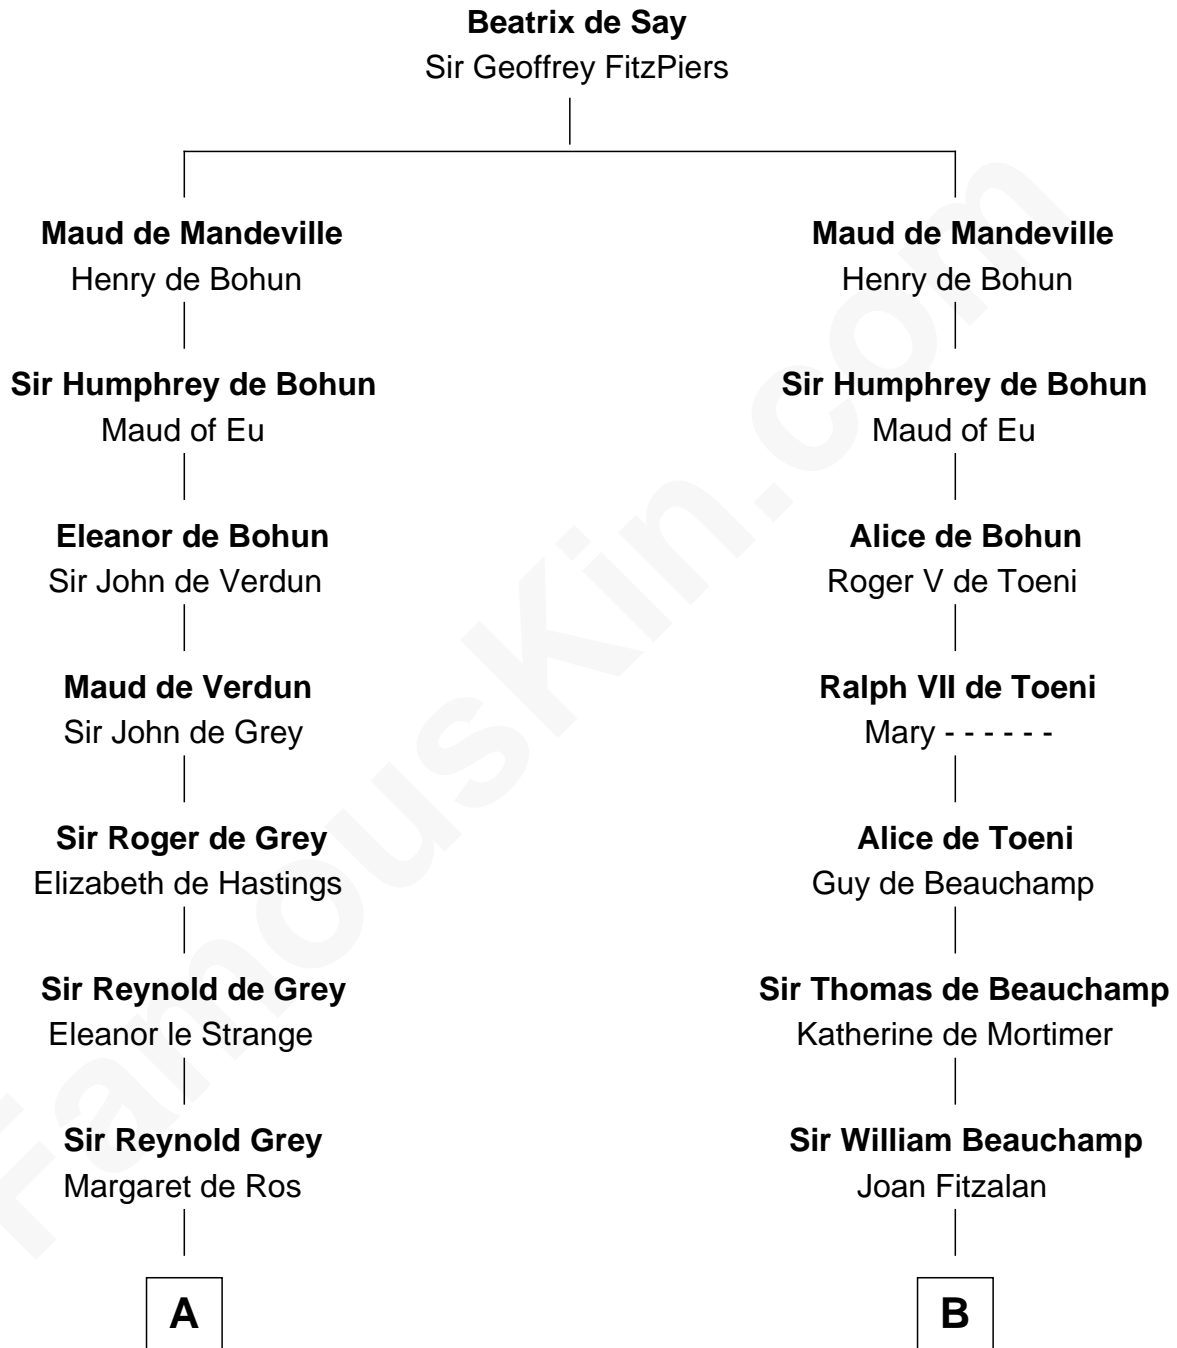 Beatrix de Say
Sir Geoffrey FitzPiers
Maud de Mandeville
Henry de Bohun
Sir Humphrey de Bohun
Maud of Eu
Eleanor de Bohun
Sir John de Verdun
Maud de Verdun
Sir John de Grey
Sir Roger de Grey
Elizabeth de Hastings
Sir Reynold de Grey
Eleanor le Strange
Sir Reynold Grey
Margaret de Ros
A
Maud de Mandeville
Henry de Bohun
Sir Humphrey de Bohun
Maud of Eu
Alice de Bohun
Roger V de Toeni
Ralph VII de Toeni
Mary - - - - - -
Alice de Toeni
Guy de Beauchamp
Sir Thomas de Beauchamp
Katherine de Mortimer
Sir William Beauchamp
Joan Fitzalan
B
FamousKin.com